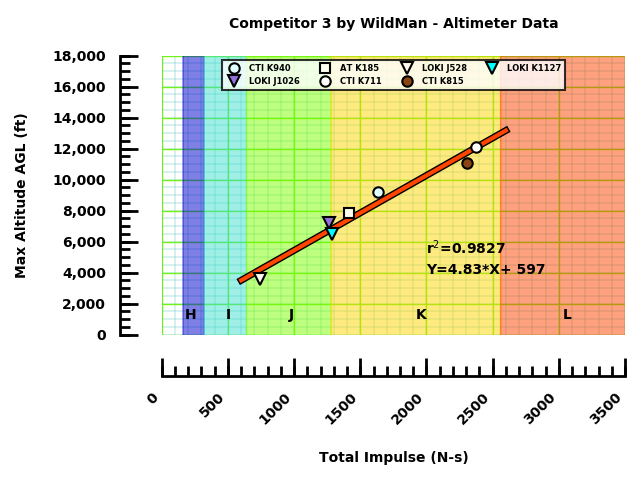 Competitor 3 by WildMan - Altimeter Data
Max Altitude AGL (ft)
18,000
16,000
14,000
12,000
10,000
8,000
6,000
4,000
2,000
0
CTI K940 AT K185 LOKI J528 LOKI K1127
LOKI J1026 CTI K711 CTI K815
r²=0.9827
Y=4.83*X+ 597
H I J K L
0 500 1000 1500 2000 2500 3000 3500
Total Impulse (N-s)